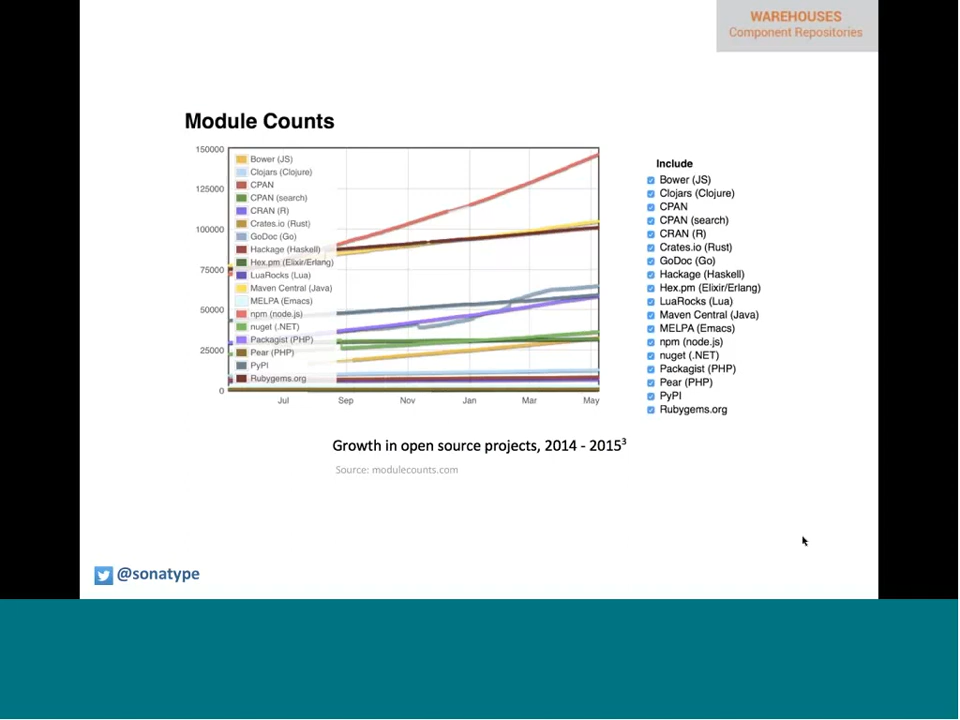 WAREHOUSES
Component Repositories
Module Counts
150000
125000
100000
75000
50000
25000
0
Bower (JS)
Clojars (Clojure)
CPAN
CPAN (search)
CRAN (R)
Crates.io (Rust)
GoDoc (Go)
Hackage (Haskell)
Hex.pm (Elixir/Erlang)
LuaRocks (Lua)
Maven Central (Java)
MELPA (Emacs)
npm (node.js)
nuget (.NET)
Packagist (PHP)
Pear (PHP)
PyPI
Rubygems.org
Jul Sep Nov Jan Mar May
Include
Bower (JS)
Clojars (Clojure)
CPAN
CPAN (search)
CRAN (R)
Crates.io (Rust)
GoDoc (Go)
Hackage (Haskell)
Hex.pm (Elixir/Erlang)
LuaRocks (Lua)
Maven Central (Java)
MELPA (Emacs)
npm (node.js)
nuget (.NET)
Packagist (PHP)
Pear (PHP)
PyPI
Rubygems.org
Growth in open source projects, 2014 - 2015³
Source: modulecounts.com
@sonatype